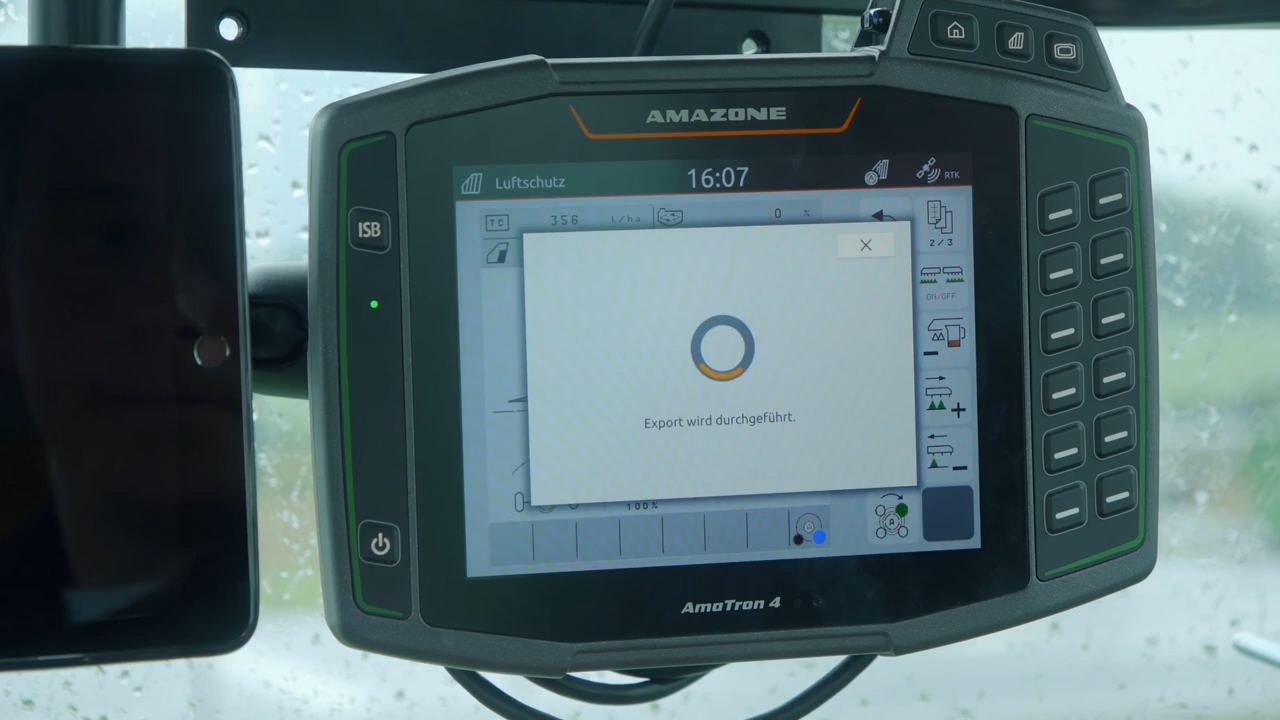 AMAZONE
Luftschutz
16:07
RTK
TC
356
L/ha
0 %
2/3
ISB
ON/OFF
Export wird durchgeführt.
100%
AmaTron 4